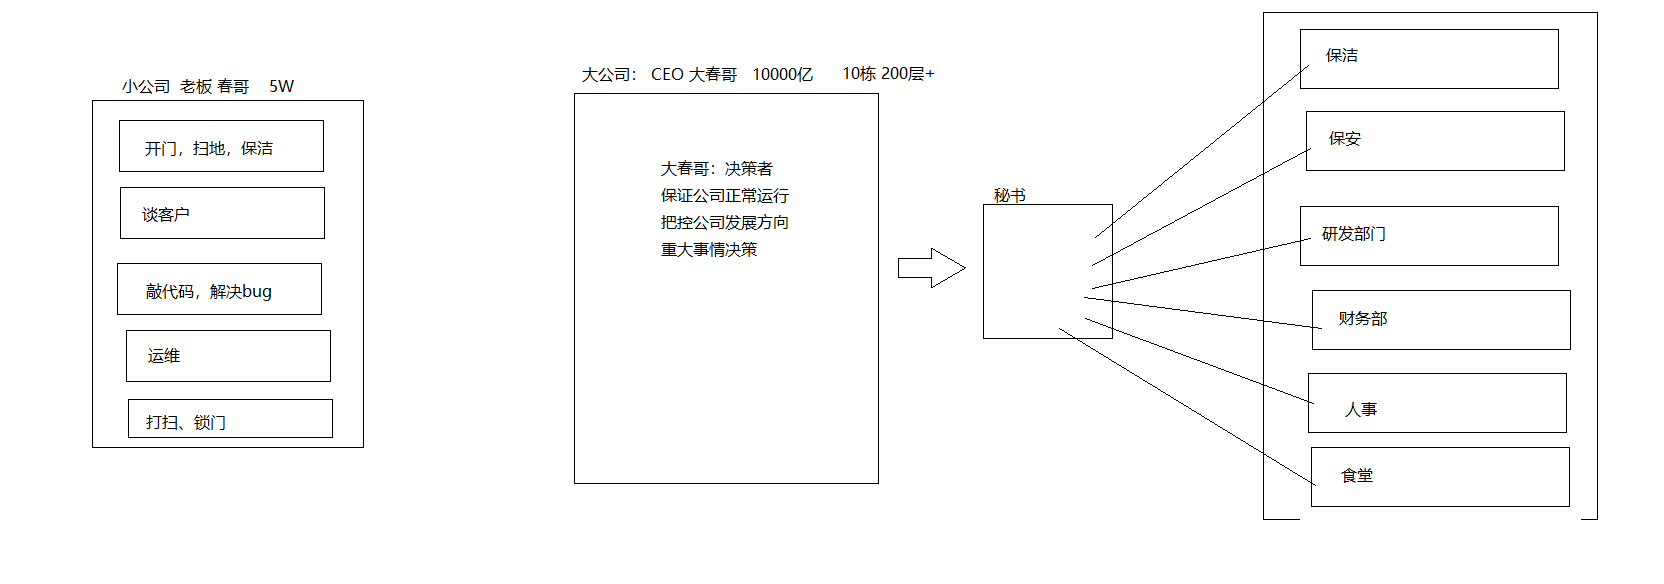 小公司 老板 春哥 5W
开门，扫地，保洁
谈客户
敲代码，解决bug
运维
打扫、锁门
大公司： CEO 大春哥 10000亿 10栋 200层+
大春哥：决策者
保证公司正常运行
把控公司发展方向
重大事情决策
秘书
保洁
保安
研发部门
财务部
人事
食堂